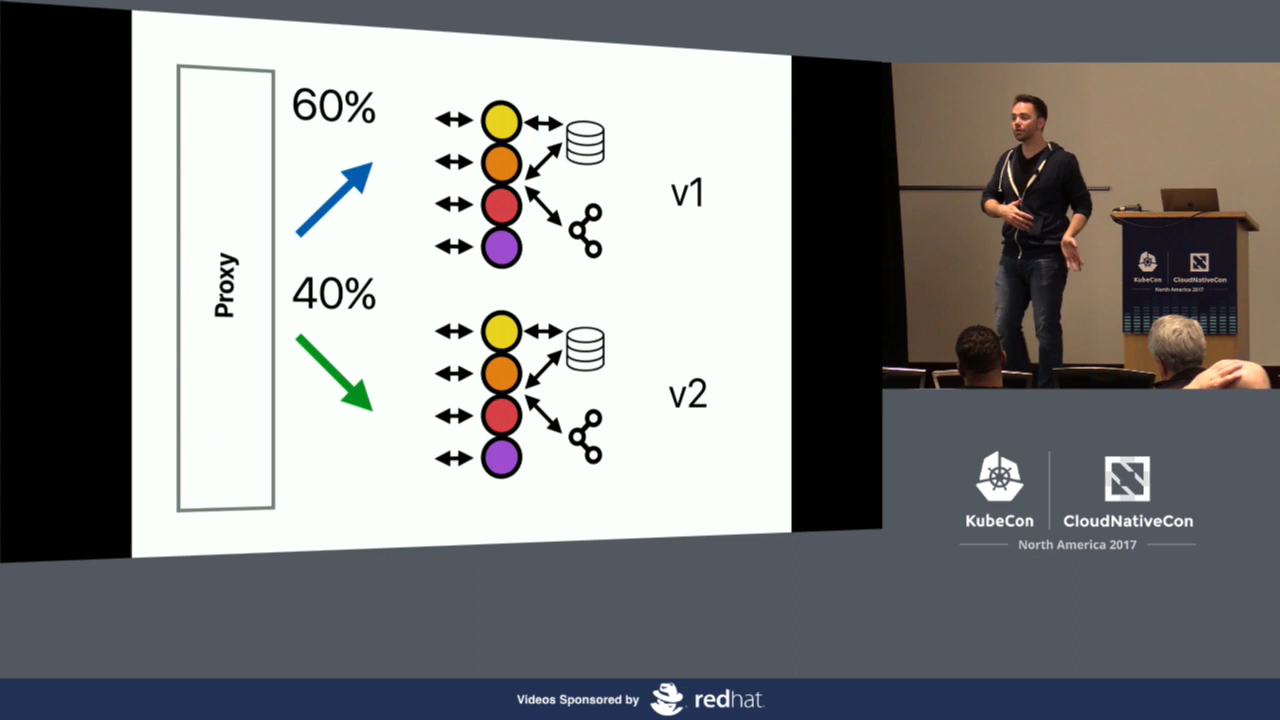 60%
Proxy
v1
40%
v2
KubeCon
CloudNativeCon
North America 2017
KubeCon
CloudNativeCon
North America 2017
Videos Sponsored by
redhat.